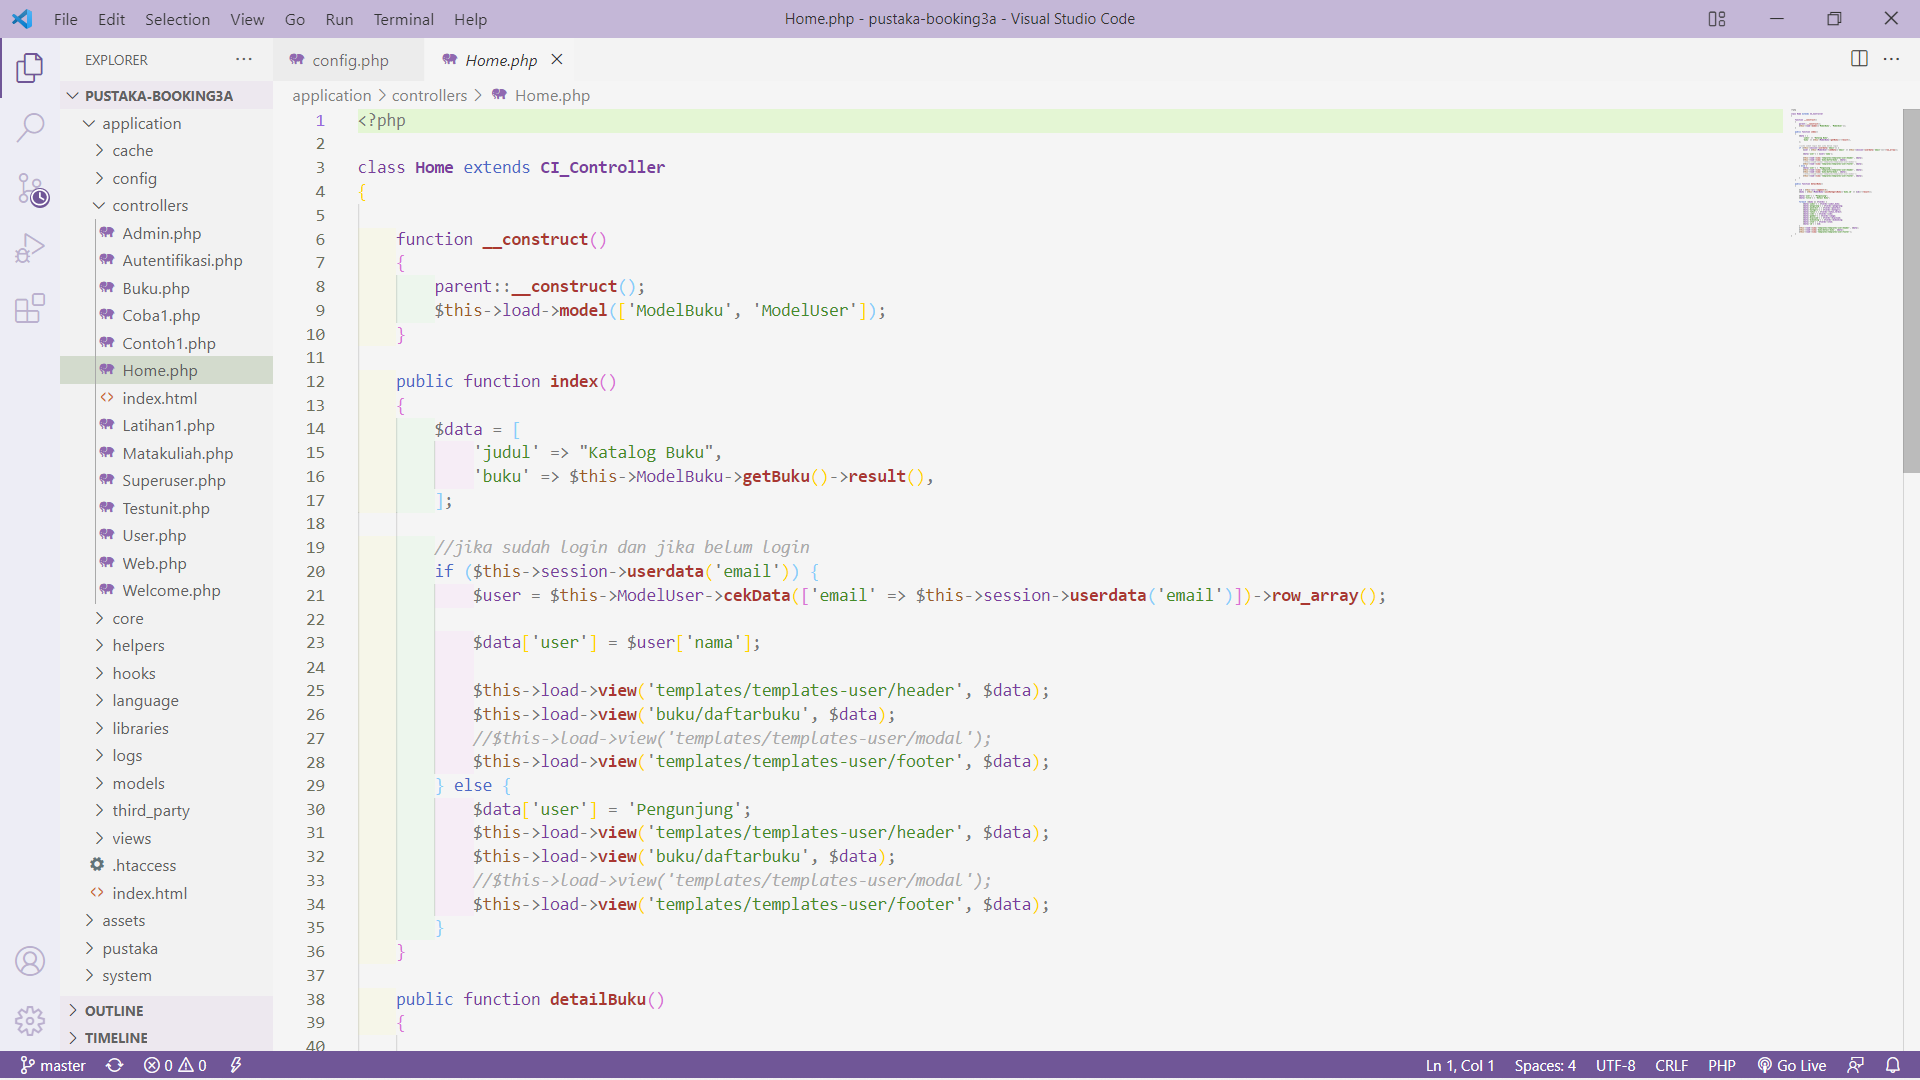 File Edit Selection View Go Run Terminal Help
Home.php - pustaka-booking3a - Visual Studio Code
EXPLORER
config.php
Home.php
PUSTAKA-BOOKING3A
application
cache
config
controllers
Admin.php
Autentifikasi.php
Buku.php
Coba1.php
Contoh1.php
Home.php
index.html
Latihan1.php
Matakuliah.php
Superuser.php
Testunit.php
User.php
Web.php
Welcome.php
core
helpers
hooks
language
libraries
logs
models
third_party
views
.htaccess
index.html
assets
pustaka
system
OUTLINE
TIMELINE
application > controllers > Home.php
1 <?php
2
3 class Home extends CI_Controller
4 {
5
6 function __construct()
7 {
8 parent::__construct();
9 $this->load->model(['ModelBuku', 'ModelUser']);
10 }
11
12 public function index()
13 {
14 $data = [
15 'judul' => "Katalog Buku",
16 'buku' => $this->ModelBuku->getBuku()->result(),
17 ];
18
19 //jika sudah login dan jika belum login
20 if ($this->session->userdata('email')) {
21 $user = $this->ModelUser->cekData(['email' => $this->session->userdata('email')])->row_array();
22
23 $data['user'] = $user['nama'];
24
25 $this->load->view('templates/templates-user/header', $data);
26 $this->load->view('buku/daftarbuku', $data);
27 //$this->load->view('templates/templates-user/modal');
28 $this->load->view('templates/templates-user/footer', $data);
29 } else {
30 $data['user'] = 'Pengunjung';
31 $this->load->view('templates/templates-user/header', $data);
32 $this->load->view('buku/daftarbuku', $data);
33 //$this->load->view('templates/templates-user/modal');
34 $this->load->view('templates/templates-user/footer', $data);
35 }
36 }
37
38 public function detailBuku()
39 {
40
master 0 0 Ln 1, Col 1 Spaces: 4 UTF-8 CRLF PHP Go Live